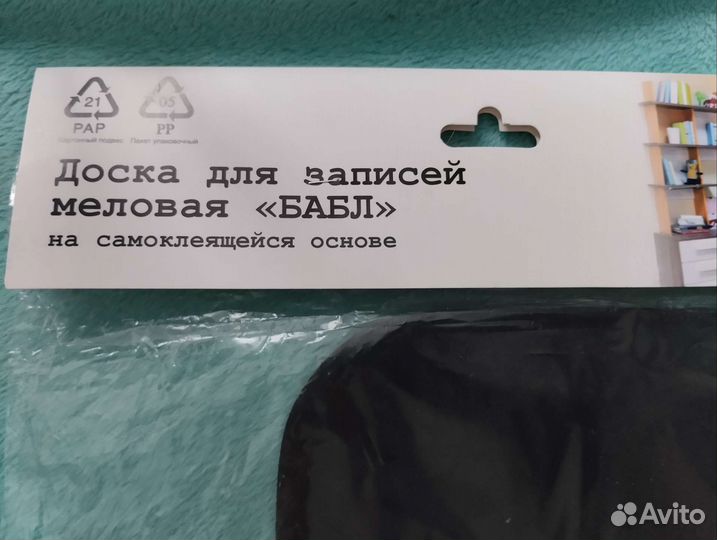 21
PAP
Картонный подвес
05
PP
Пакет упаковочный
Доска для записей
меловая «БАБЛ»
на самоклеящейся основе
Avito